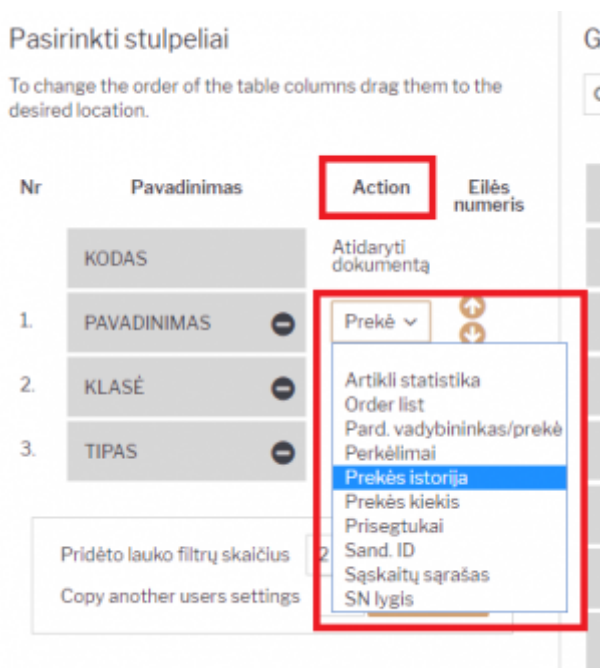 Pasirinkti stulpeliai
G
To change the order of the table columns drag them to the
desired location.
Nr Pavadinimas Action Eilės
numeris
KODAS Atidaryti
dokumentą
1. PAVADINIMAS Prekė
2. KLASĖ
3. TIPAS
Artikli statistika
Order list
Pard. vadybininkas/prekė
Perkėlimai
Prekės istorija
Prekės kiekis
Prisegtukai
Sand. ID
Sąskaitų sąrašas
SN lygis
Pridėto lauko filtrų skaičius 2
Copy another users settings